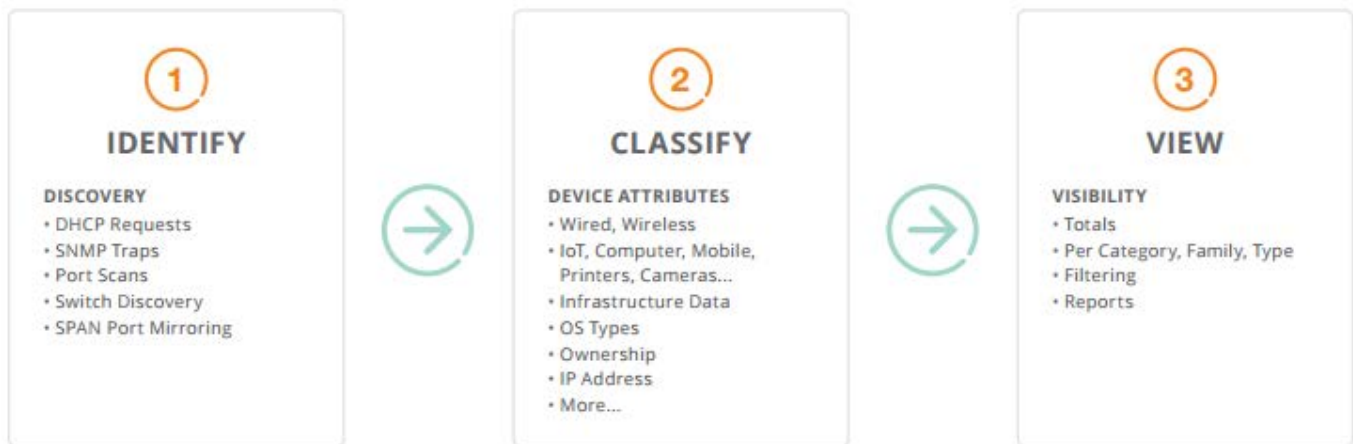 1
IDENTIFY
DISCOVERY
• DHCP Requests
• SNMP Traps
• Port Scans
• Switch Discovery
• SPAN Port Mirroring
2
CLASSIFY
DEVICE ATTRIBUTES
• Wired, Wireless
• IoT, Computer, Mobile,
Printers, Cameras...
• Infrastructure Data
• OS Types
• Ownership
• IP Address
• More...
3
VIEW
VISIBILITY
• Totals
• Per Category, Family, Type
• Filtering
• Reports